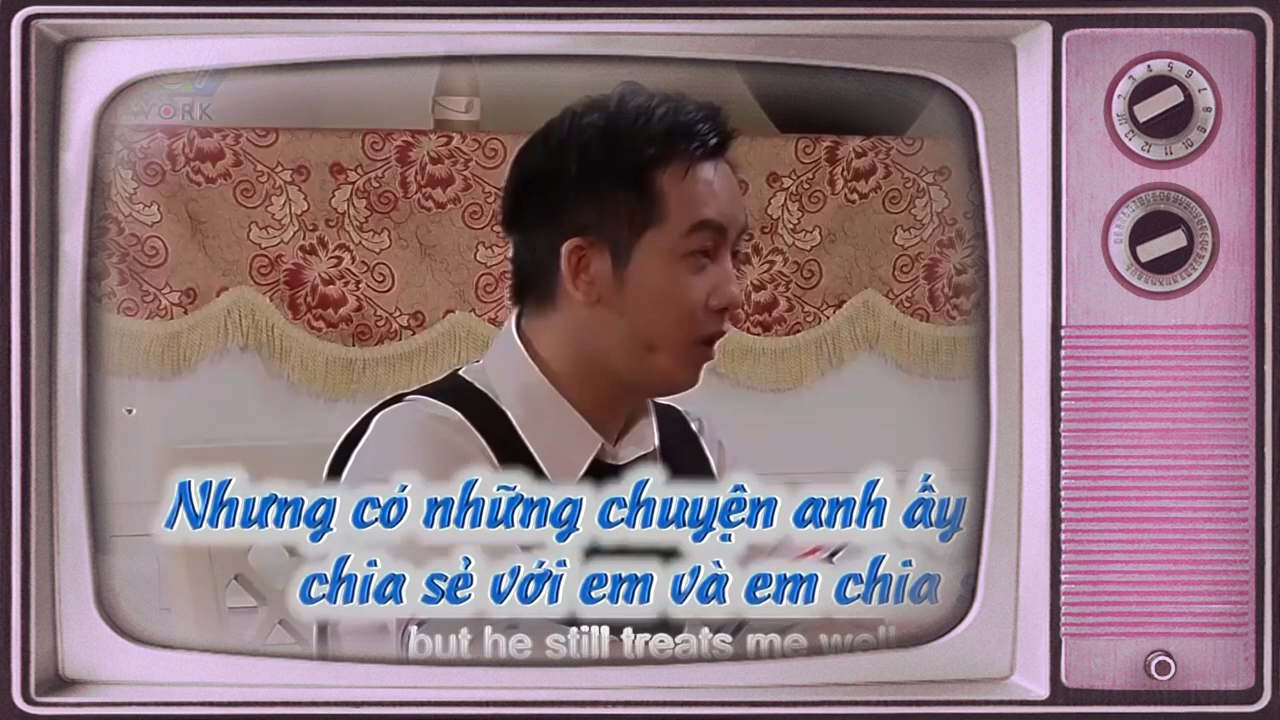 WORK
Nhưng có những chuyện anh ấy
chia sẻ với em và em chia
but he still treats me well